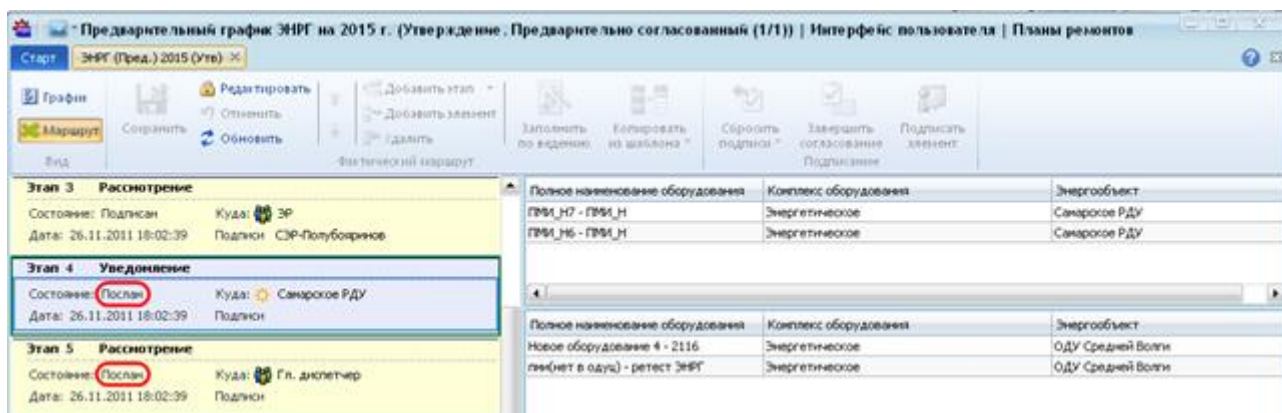 Предварительный график ЭНРГ на 2015 г. (Утверждение, Предварительно согласованный (1/1)) | Интерфейс пользователя | Планы ремонтов
Старт ЭНРГ (Пред.) 2015 (Утв)
График Сохранить Редактировать Добавить этап Заполнить по ведению Копировать из шаблона Сбросить подписи Завершить согласование Подписать элемент
Маршрут Отменить Добавить элемент
Обновить Удалить
Вид Фактический маршрут Подписание
Этап 3 Рассмотрение
Состояние: Подписан Куда: ЭР
Дата: 26.11.2011 18:02:39 Подписи СЭР-Полубояринов
Этап 4 Уведомление
Состояние: Послан Куда: Самарское РДУ
Дата: 26.11.2011 18:02:39 Подписи
Этап 5 Рассмотрение
Состояние: Послан Куда: Гл. диспетчер
Дата: 26.11.2011 18:02:39 Подписи
Полное наименование оборудования Комплекс оборудования Энергообъект
ПМИ_Н7 - ПМИ_Н Энергетическое Самарское РДУ
ПМИ_Н6 - ПМИ_Н Энергетическое Самарское РДУ
Полное наименование оборудования Комплекс оборудования Энергообъект
Новое оборудование 4 - 2116 Энергетическое ОДУ Средней Волги
(нет в одуц) - ретест ЭНРГ Энергетическое ОДУ Средней Волги